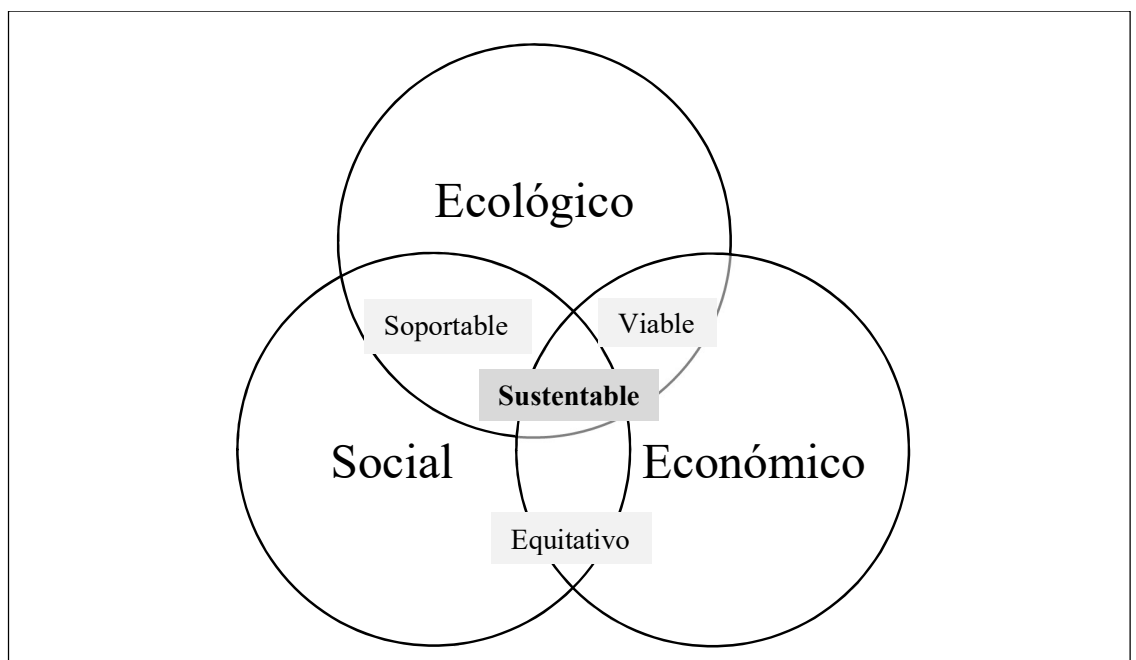 Ecológico
Soportable
Viable
Sustentable
Social
Económico
Equitativo